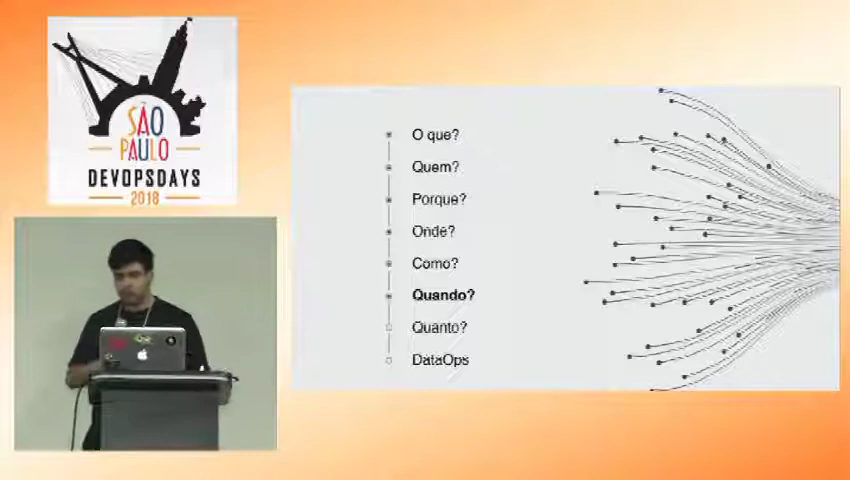 SÃO
PAULO
DEVOPSDAYS
2018
O que?
Quem?
Porque?
Onde?
Como?
Quando?
Quanto?
DataOps